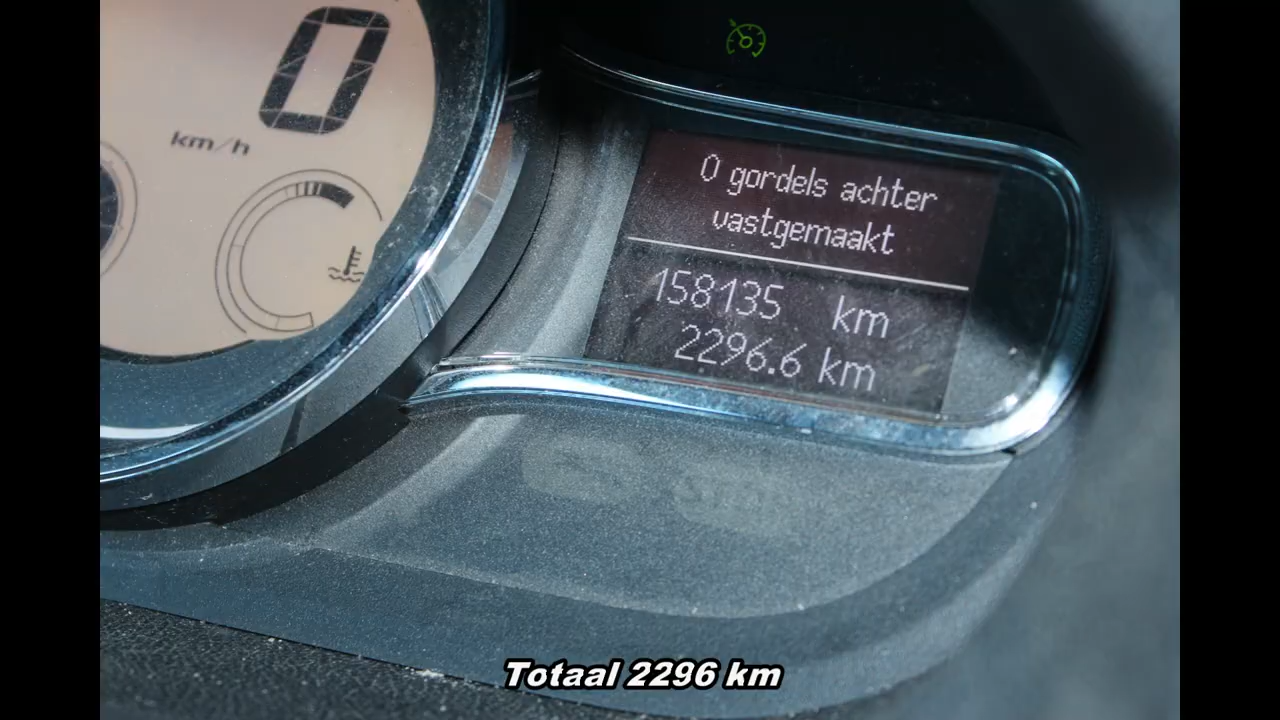 0
km/h
0 gordels achter
vastgemaakt
158135 km
2296.6 km
Totaal 2296 km